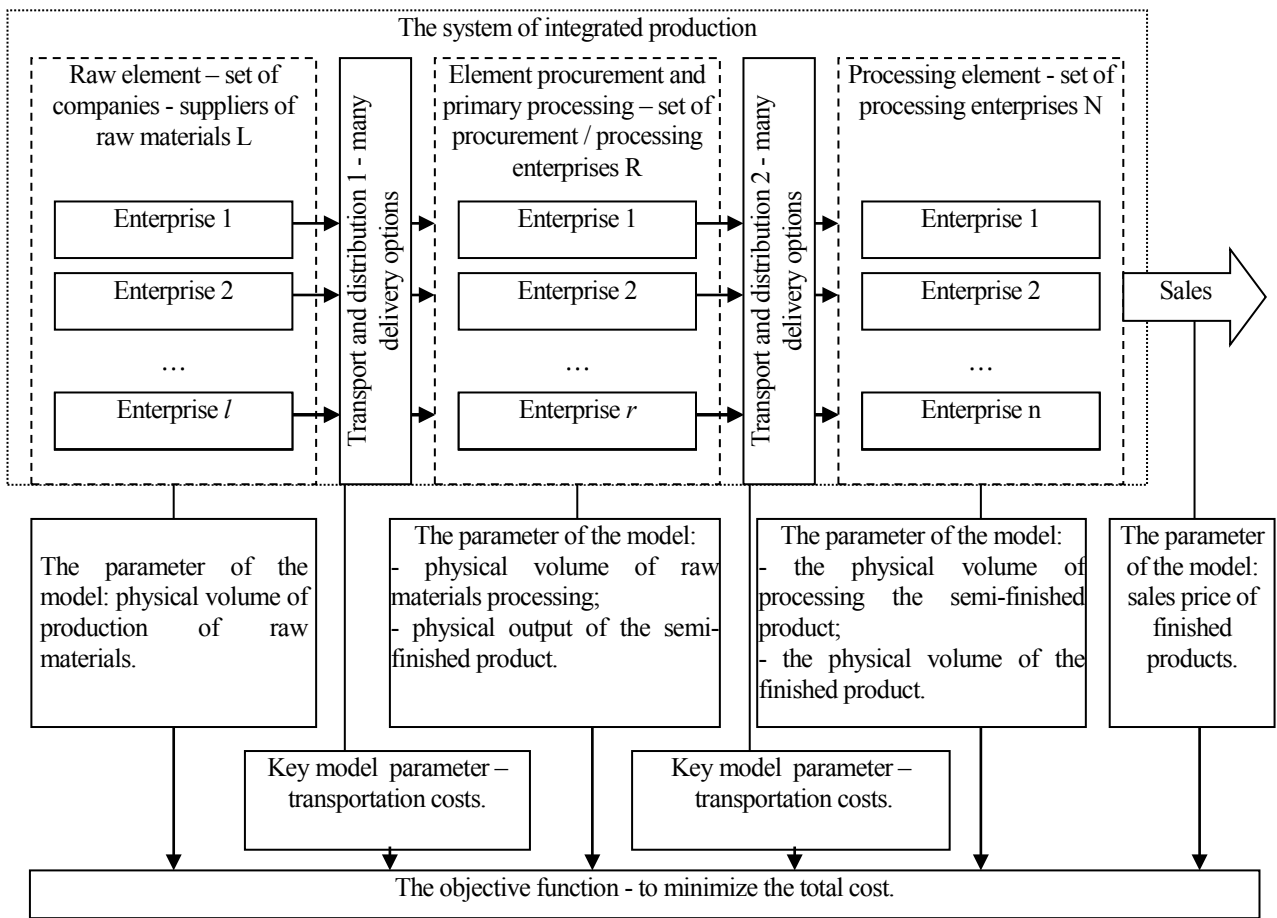 The system of integrated production
Raw element – set of
companies - suppliers of
raw materials L
Enterprise 1
Enterprise 2
…
Enterprise l
Transport and distribution 1 - many
delivery options
Element procurement and
primary processing – set of
procurement / processing
enterprises R
Enterprise 1
Enterprise 2
…
Enterprise r
Transport and distribution 2 - many
delivery options
Processing element - set of
processing enterprises N
Enterprise 1
Enterprise 2
…
Enterprise n
Sales
The parameter of the
model: physical volume of
production of raw
materials.
The parameter of the model:
- physical volume of raw
materials processing;
- physical output of the semi-
finished product.
The parameter of the model:
- the physical volume of
processing the semi-finished
product;
- the physical volume of the
finished product.
The parameter
of the model:
sales price of
finished
products.
Key model parameter –
transportation costs.
Key model parameter –
transportation costs.
The objective function - to minimize the total cost.